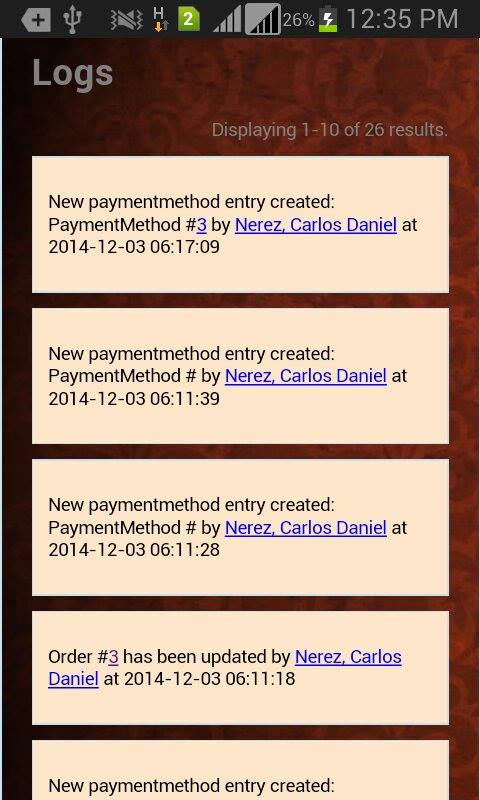 H
2
26%
12:35 PM
Logs
Displaying 1-10 of 26 results.
New paymentmethod entry created:
PaymentMethod #3 by Nerez, Carlos Daniel at
2014-12-03 06:17:09
New paymentmethod entry created:
PaymentMethod # by Nerez, Carlos Daniel at
2014-12-03 06:11:39
New paymentmethod entry created:
PaymentMethod # by Nerez, Carlos Daniel at
2014-12-03 06:11:28
Order #3 has been updated by Nerez, Carlos
Daniel at 2014-12-03 06:11:18
New paymentmethod entry created: